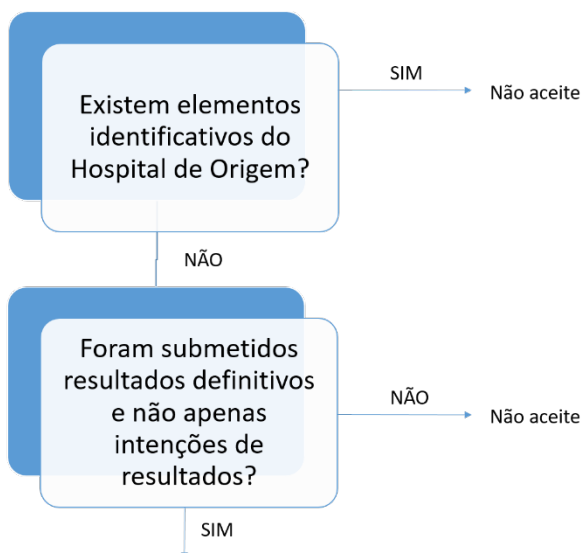 Existem elementos
identificativos do
Hospital de Origem?
SIM
Não aceite
NÃO
Foram submetidos
resultados definitivos
e não apenas
intenções de
resultados?
NÃO
Não aceite
SIM